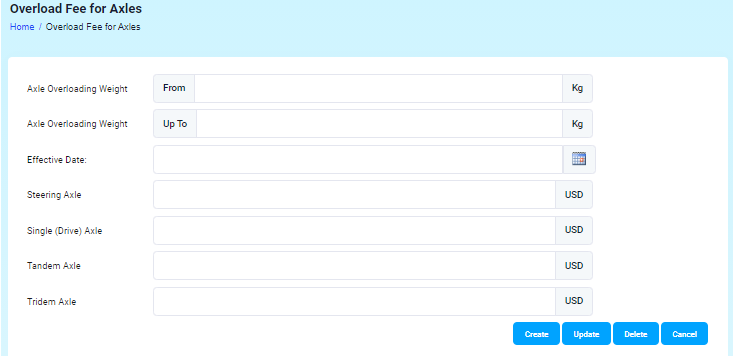 Overload Fee for Axles
Home / Overload Fee for Axles
Axle Overloading Weight From Kg
Axle Overloading Weight Up To Kg
Effective Date:
Steering Axle USD
Single (Drive) Axle USD
Tandem Axle USD
Tridem Axle USD
Create Update Delete Cancel